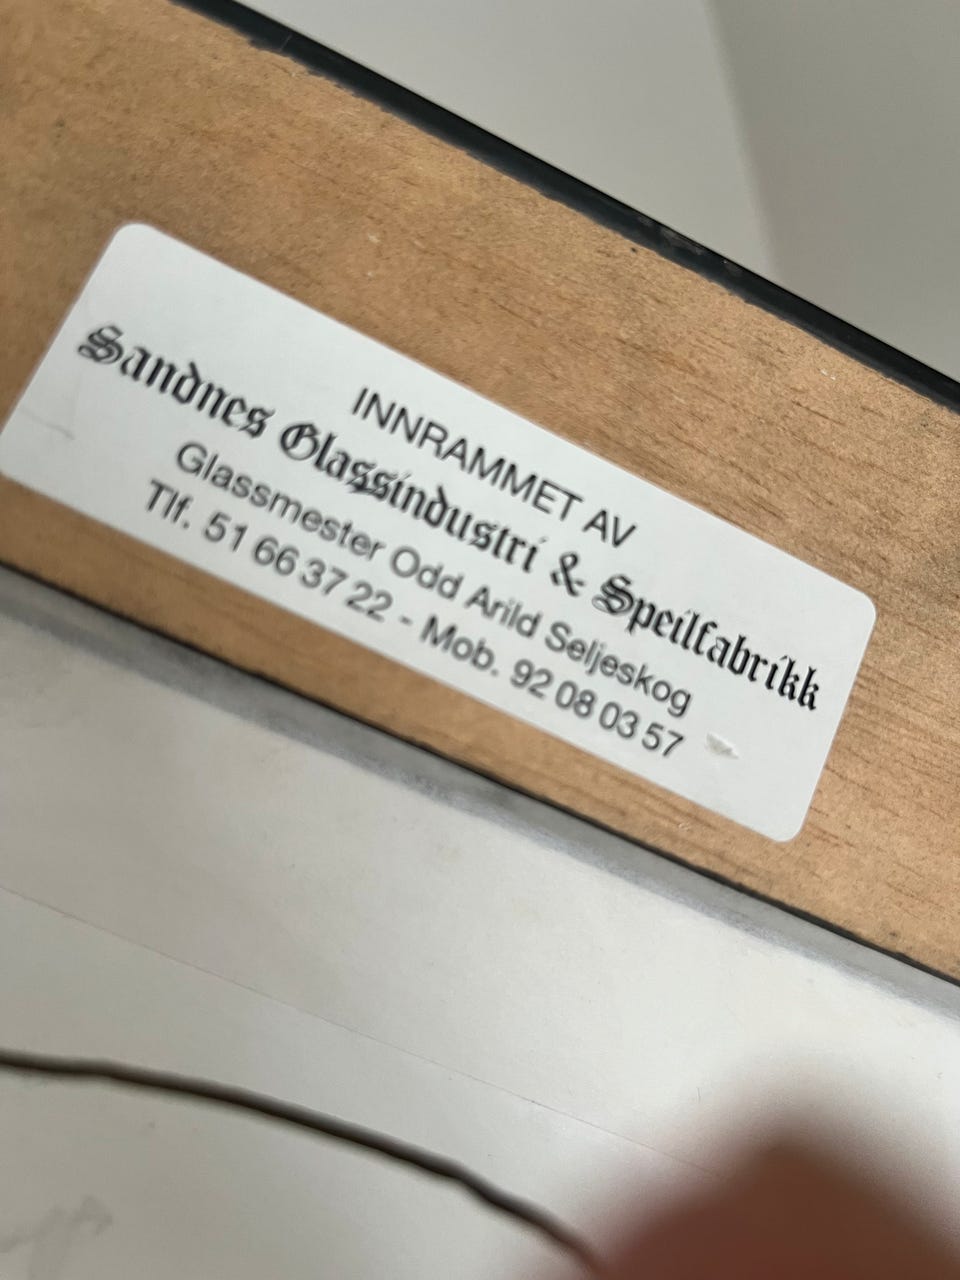 INNRAMMET AV
Sandnes Glassindustri & Speilfabrikk
Glassmester Odd Arild Seljeskog
Tlf. 51 66 37 22 - Mob. 92 08 03 57